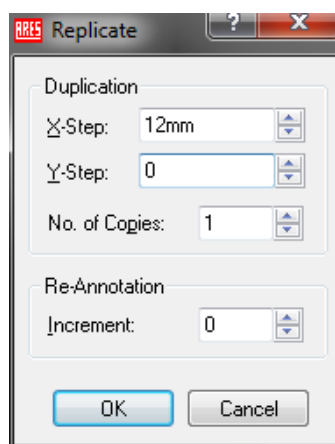 ARES Replicate ? X
Duplication
X-Step: 12mm
Y-Step: 0
No. of Copies: 1
Re-Annotation
Increment: 0
OK Cancel